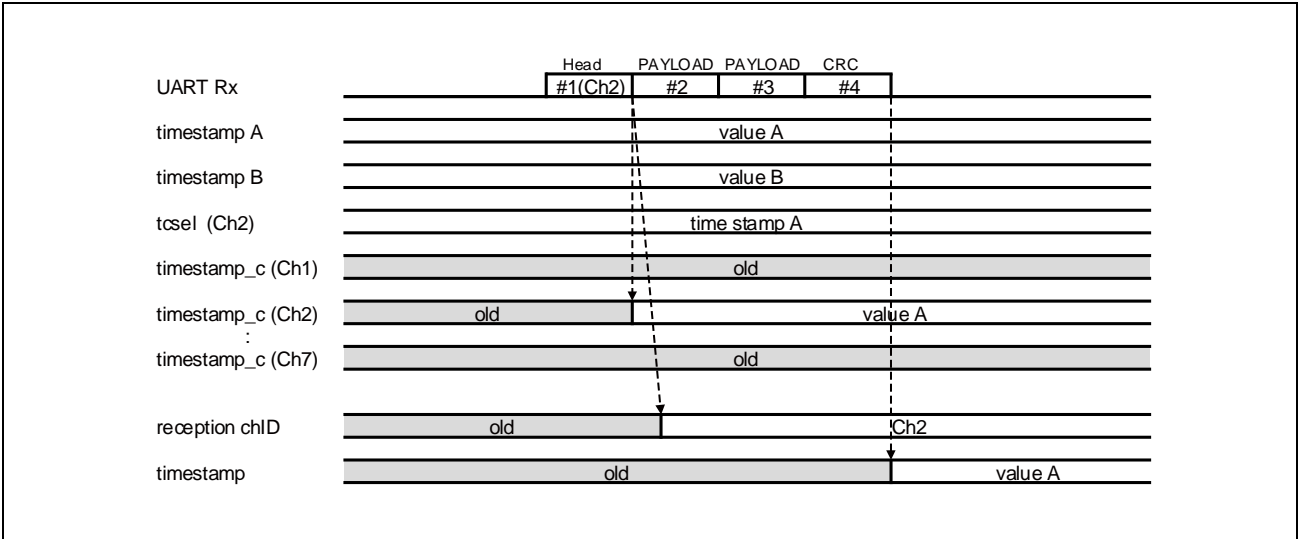 Head PAYLOAD PAYLOAD CRC
UART Rx #1(Ch2) #2 #3 #4
timestamp A value A
timestamp B value B
tcsel (Ch2) time stamp A
timestamp_c (Ch1) old
timestamp_c (Ch2) old value A
:
timestamp_c (Ch7) old
reception chID old Ch2
timestamp old value A